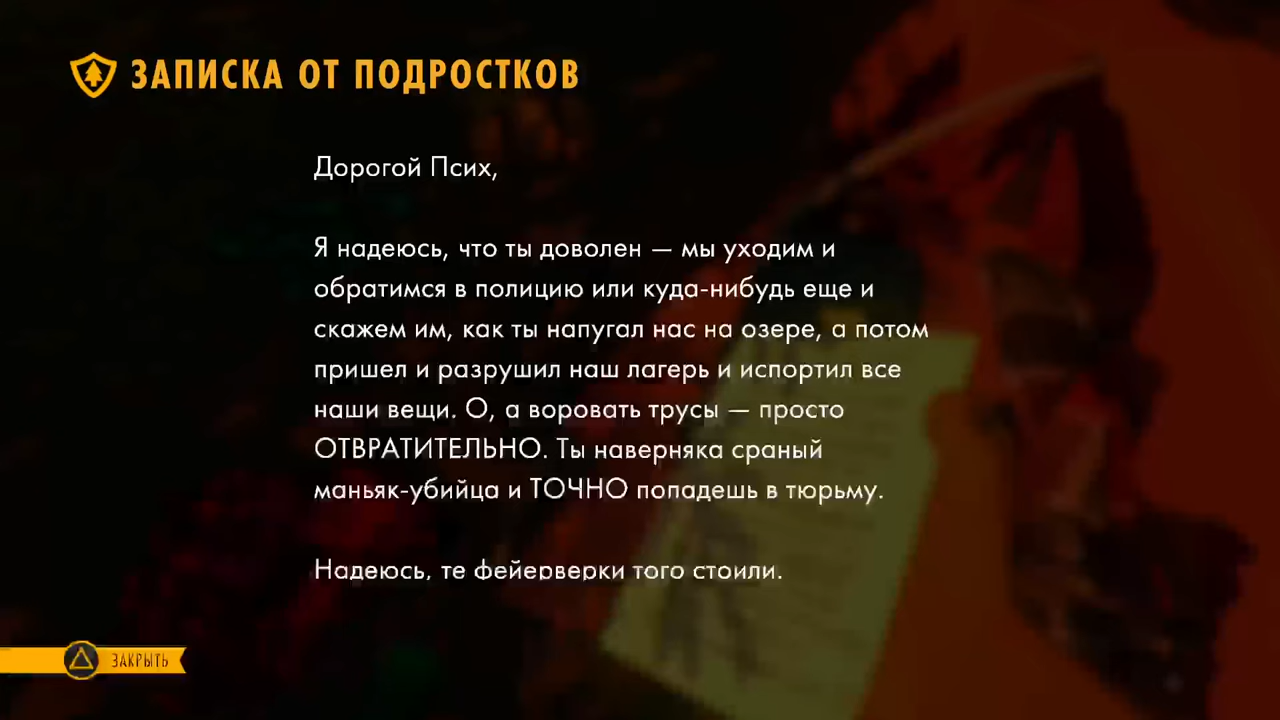 ЗАПИСКА ОТ ПОДРОСТКОВ
Дорогой Псих,
Я надеюсь, что ты доволен — мы уходим и
обратимся в полицию или куда-нибудь еще и
скажем им, как ты напугал нас на озере, а потом
пришел и разрушил наш лагерь и испортил все
наши вещи. О, а воровать трусы — просто
ОТВРАТИТЕЛЬНО. Ты наверняка сраный
маньяк-убийца и ТОЧНО попадешь в тюрьму.
Надеюсь, те фейерверки того стоили.
ЗАКРЫТЬ